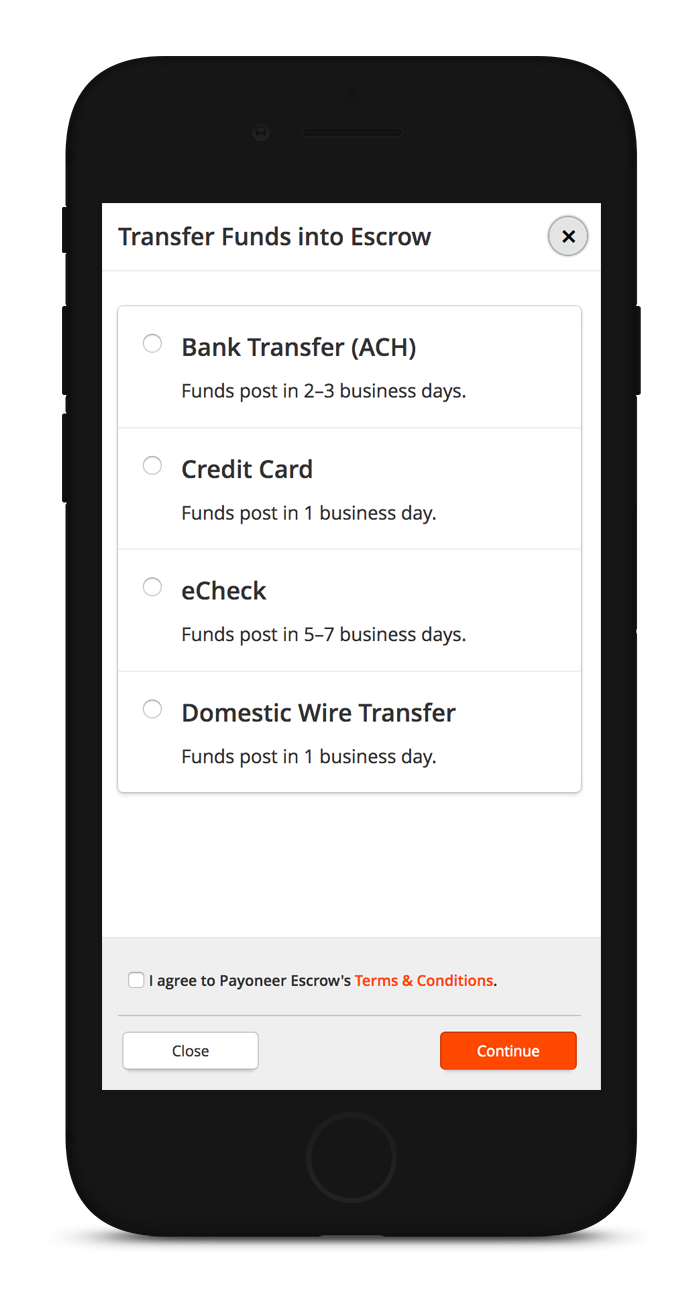 Transfer Funds into Escrow
Bank Transfer (ACH)
Funds post in 2–3 business days.
Credit Card
Funds post in 1 business day.
eCheck
Funds post in 5–7 business days.
Domestic Wire Transfer
Funds post in 1 business day.
I agree to Payoneer Escrow's Terms & Conditions.
Close
Continue